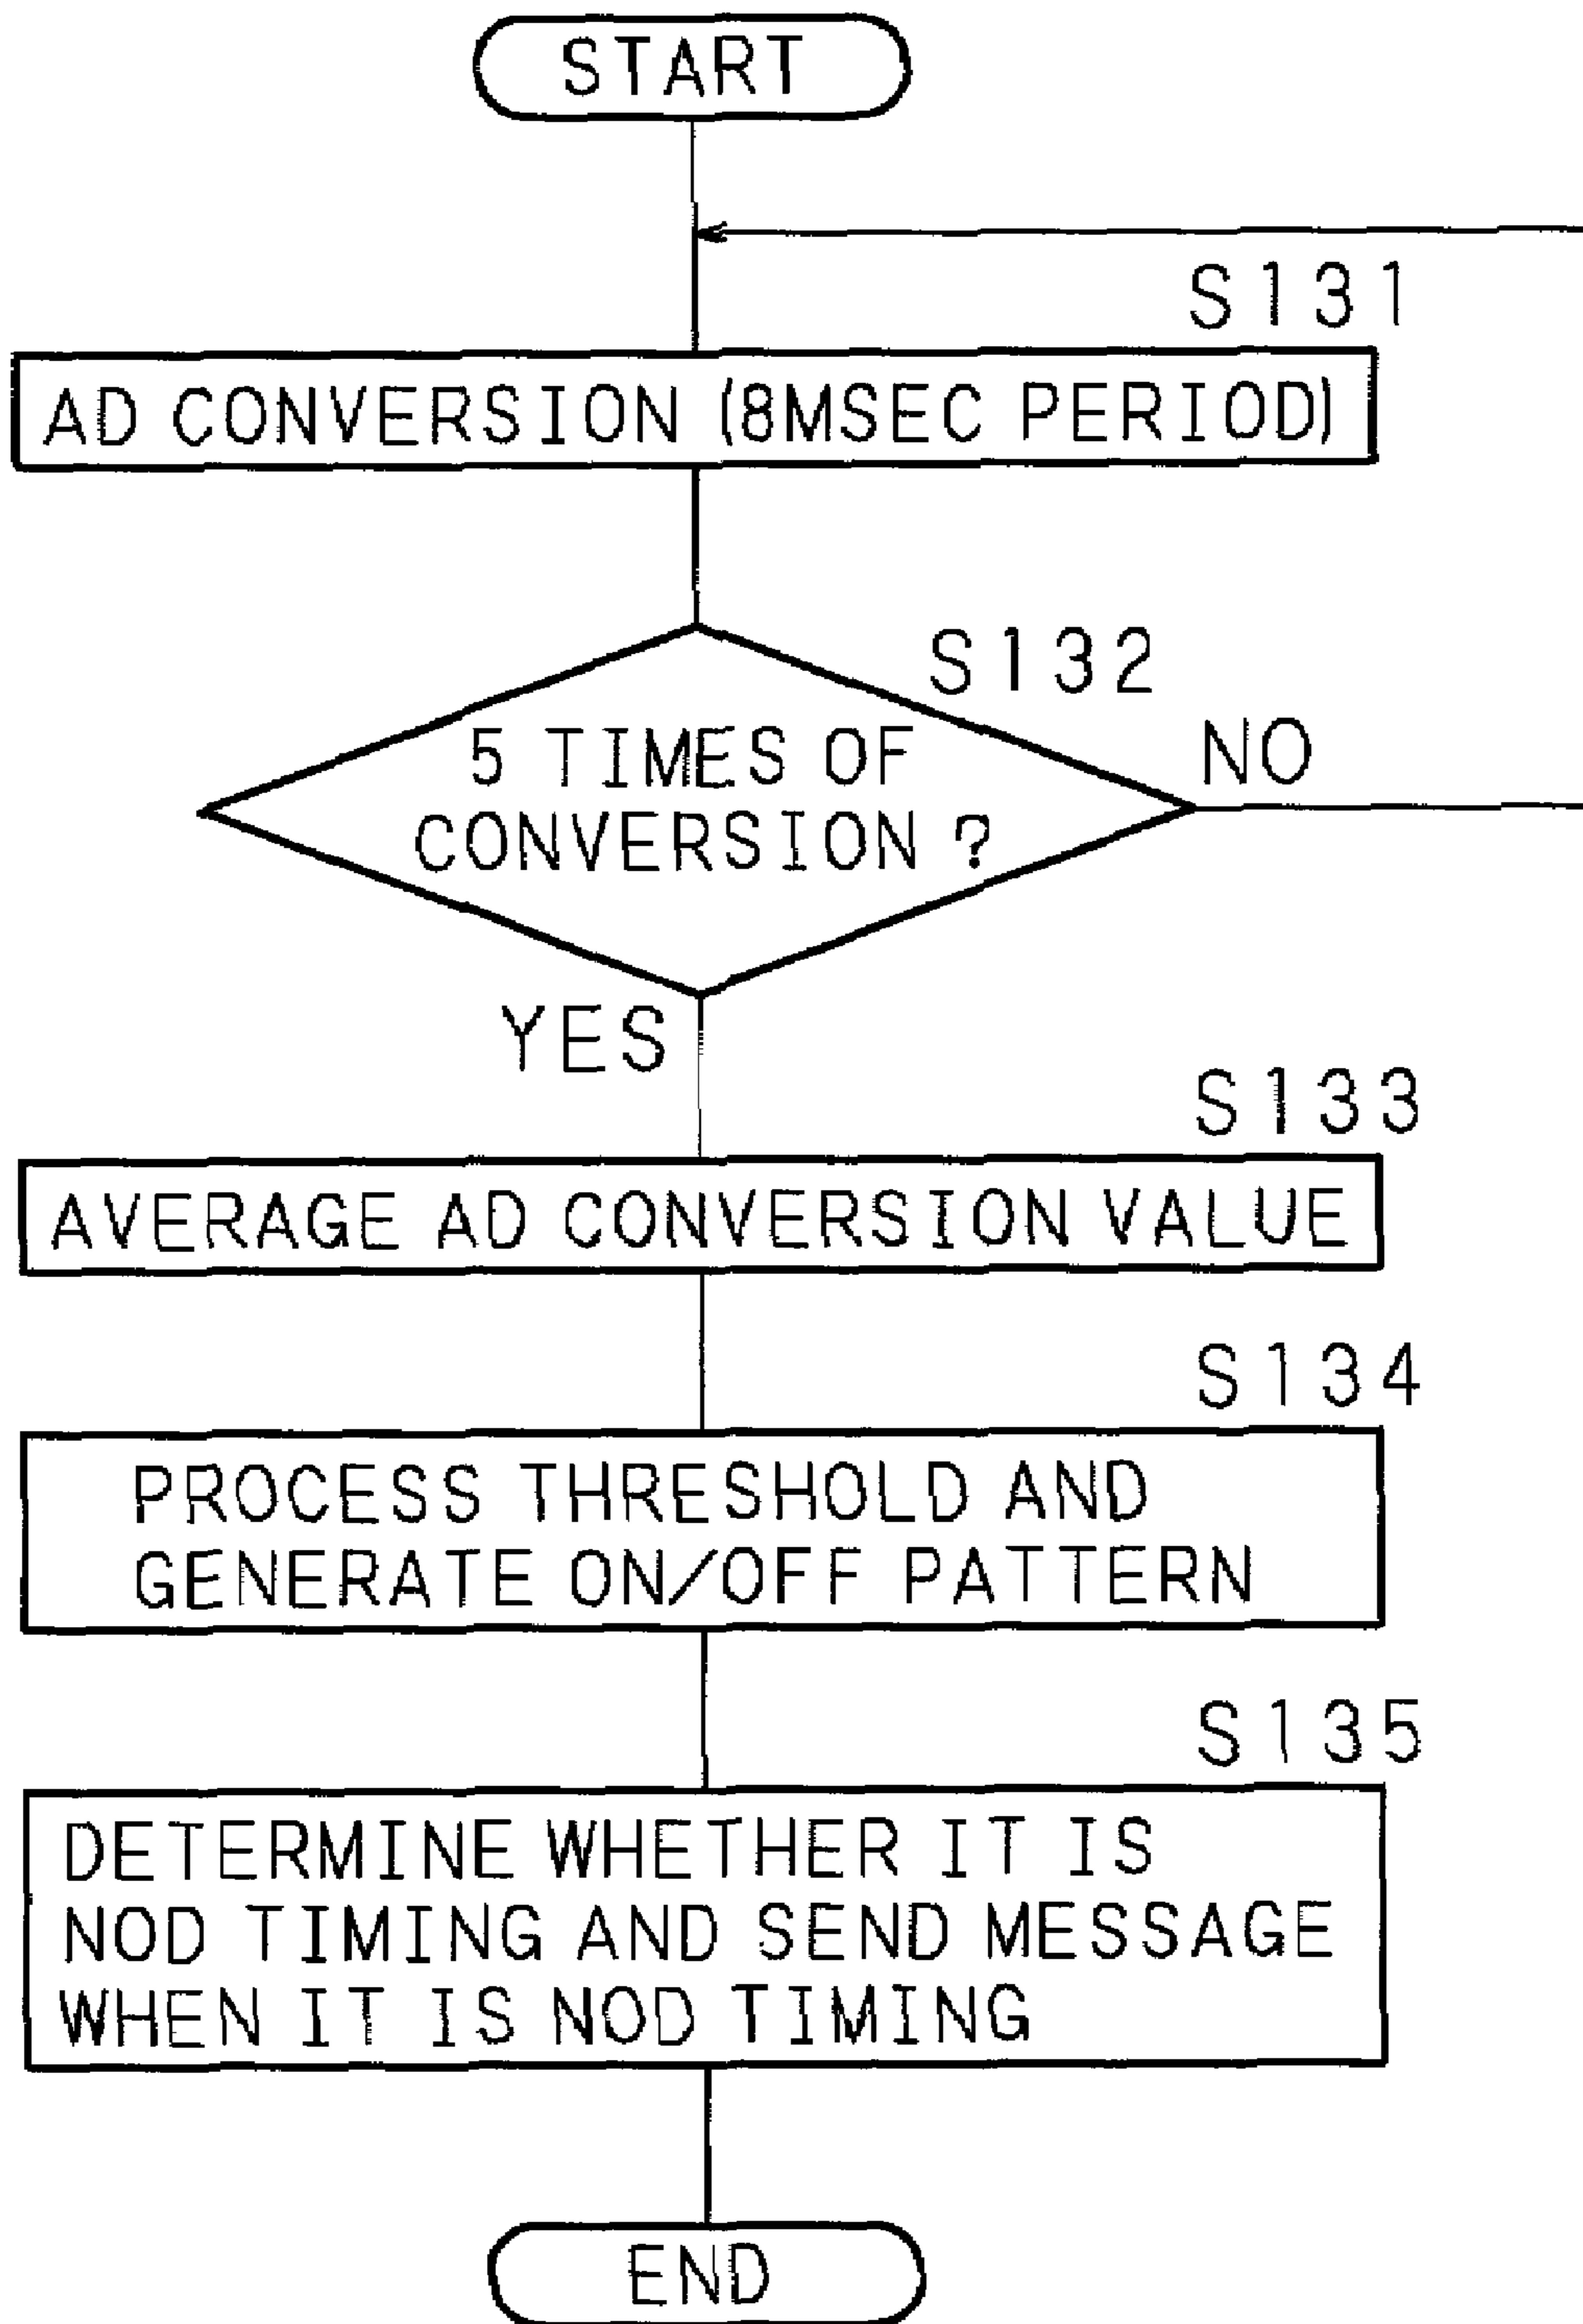 START
S131
AD CONVERSION (8MSEC PERIOD)
S132
5 TIMES OF
CONVERSION ?
NO
YES
S133
AVERAGE AD CONVERSION VALUE
S134
PROCESS THRESHOLD AND
GENERATE ON/OFF PATTERN
S135
DETERMINE WHETHER IT IS
NOD TIMING AND SEND MESSAGE
WHEN IT IS NOD TIMING
END